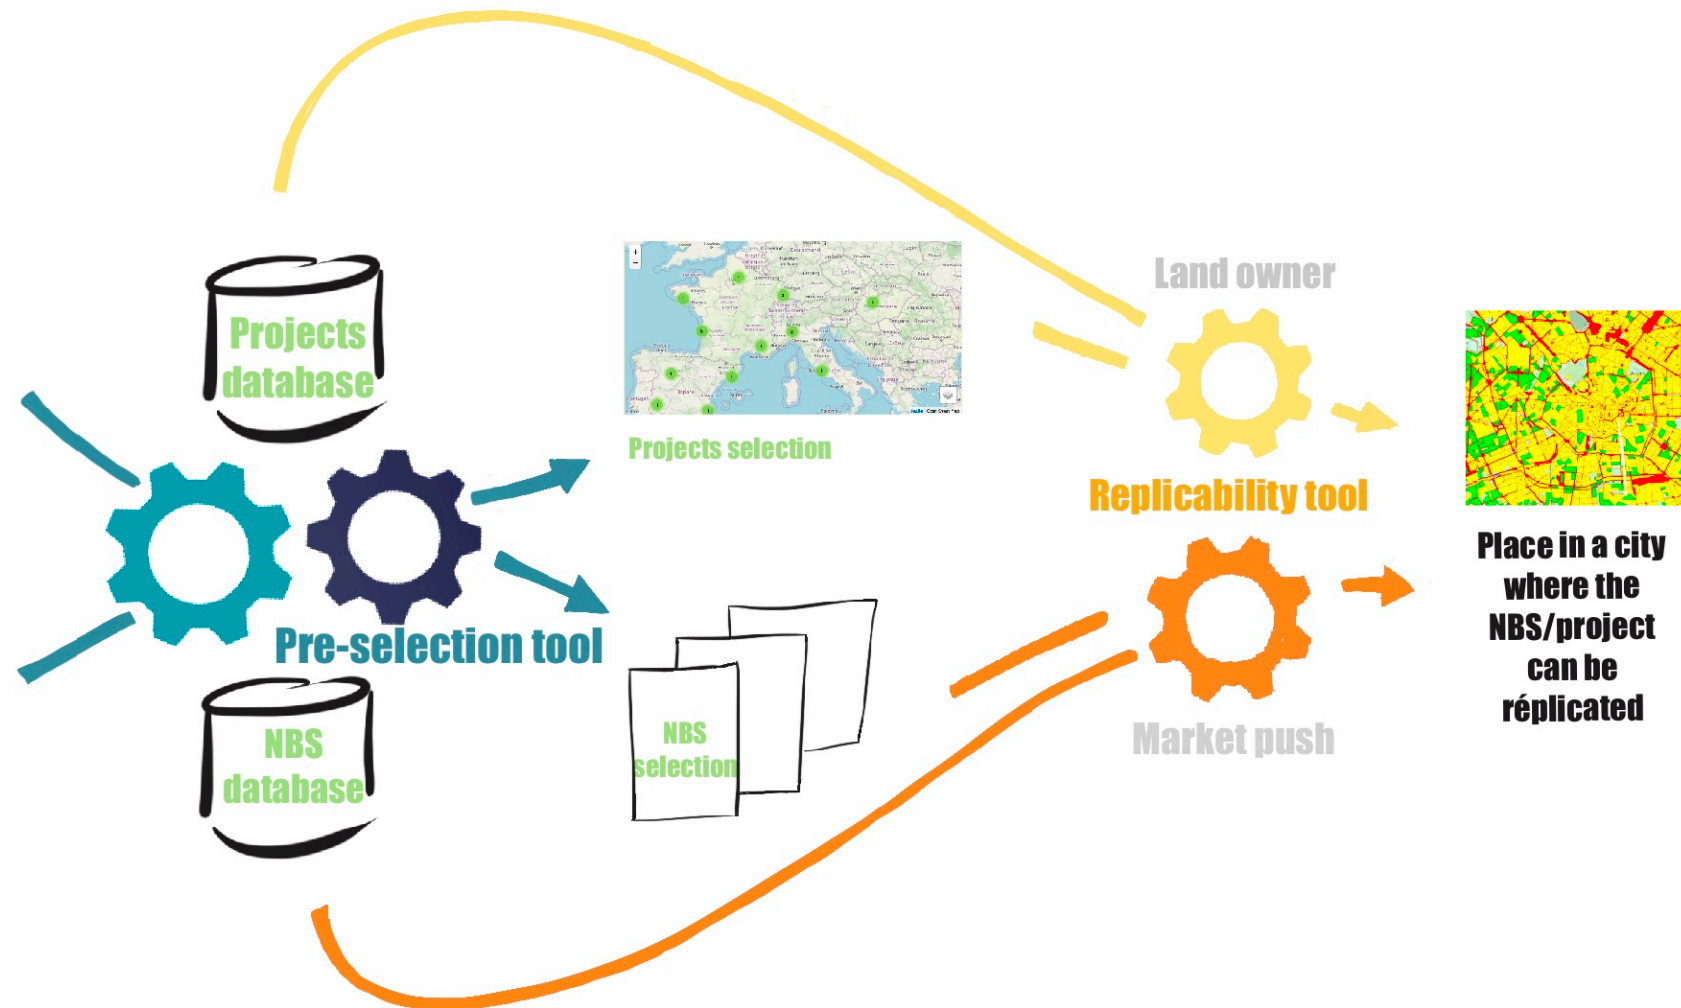 Projects
database
Pre-selection tool
NBS
database
Projects selection
NBS
selection
Land owner
Replicability tool
Market push
Place in a city
where the
NBS/project
can be
réplicated